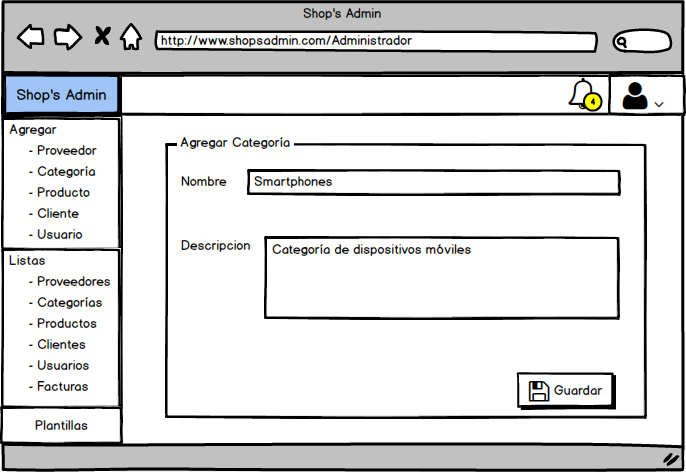 Shop's Admin
http://www.shopsadmin.com/Administrador
Shop's Admin
4
Agregar
- Proveedor
- Categoría
- Producto
- Cliente
- Usuario
Listas
- Proveedores
- Categorías
- Productos
- Clientes
- Usuarios
- Facturas
Plantillas
Agregar Categoría
Nombre
Smartphones
Descripcion
Categoría de dispositivos móviles
Guardar